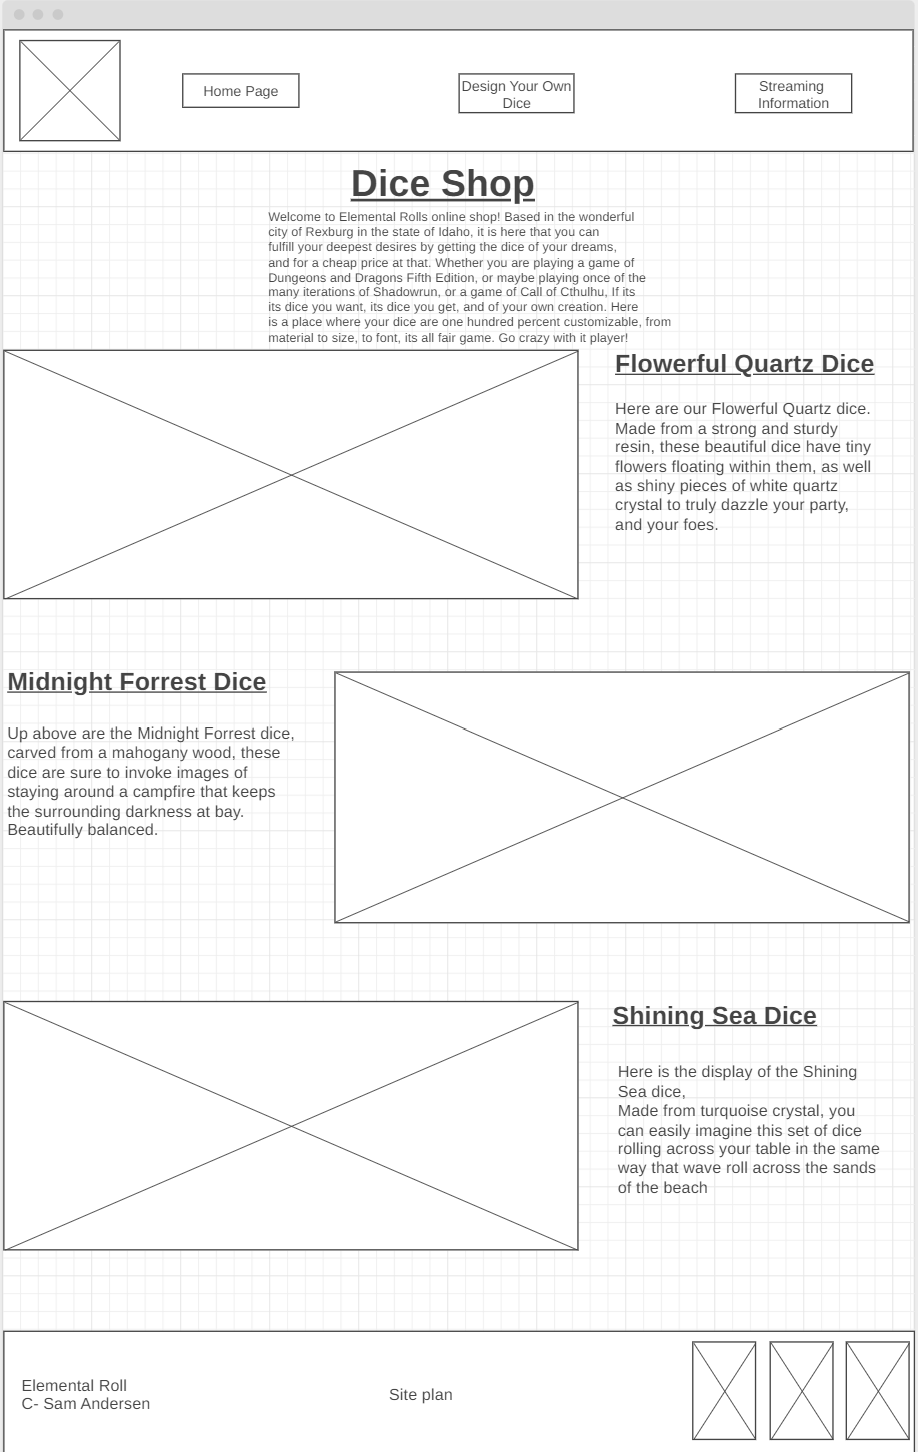 Home Page
Design Your Own
Dice
Streaming
Information
Dice Shop
Welcome to Elemental Rolls online shop! Based in the wonderful
city of Rexburg in the state of Idaho, it is here that you can
fulfill your deepest desires by getting the dice of your dreams,
and for a cheap price at that. Whether you are playing a game of
Dungeons and Dragons Fifth Edition, or maybe playing once of the
many iterations of Shadowrun, or a game of Call of Cthulhu, If its
its dice you want, its dice you get, and of your own creation. Here
is a place where your dice are one hundred percent customizable, from
material to size, to font, its all fair game. Go crazy with it player!
Flowerful Quartz Dice
Here are our Flowerful Quartz dice.
Made from a strong and sturdy
resin, these beautiful dice have tiny
flowers floating within them, as well
as shiny pieces of white quartz
crystal to truly dazzle your party,
and your foes.
Midnight Forrest Dice
Up above are the Midnight Forrest dice,
carved from a mahogany wood, these
dice are sure to invoke images of
staying around a campfire that keeps
the surrounding darkness at bay.
Beautifully balanced.
Shining Sea Dice
Here is the display of the Shining
Sea dice,
Made from turquoise crystal, you
can easily imagine this set of dice
rolling across your table in the same
way that wave roll across the sands
of the beach
Elemental Roll
C- Sam Andersen
Site plan